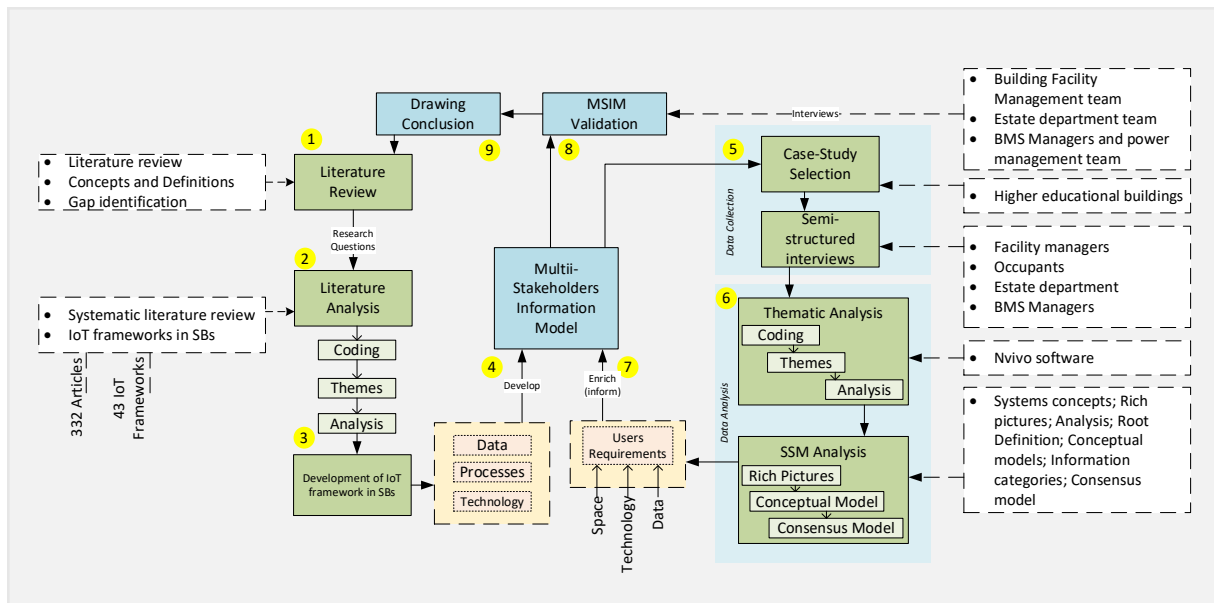 1
Literature review
Concepts and Definitions
Gap identification
Literature
Review
Research
Questions
2
Systematic literature review
IoT frameworks in SBs
332 Articles
43 IoT
Frameworks
Literature
Analysis
Coding
Themes
Analysis
3
Development of IoT
framework in SBs
Data
Processes
Technology
4
Develop
Multii-
Stakeholders
Information
Model
7
Enrich
(inform)
Users
Requirements
Space
Technology
Data
Drawing
Conclusion
9
MSIM
Validation
8
Interviews
Building Facility
Management team
Estate department team
BMS Managers and power
management team
5
Data Collection
Case-Study
Selection
Higher educational buildings
Semi-
structured
interviews
Facility managers
Occupants
Estate department
BMS Managers
6
Data Analysis
Thematic Analysis
Coding
Themes
Analysis
Nvivo software
SSM Analysis
Rich Pictures
Conceptual Model
Consensus Model
Systems concepts; Rich
pictures; Analysis; Root
Definition; Conceptual
models; Information
categories; Consensus
model